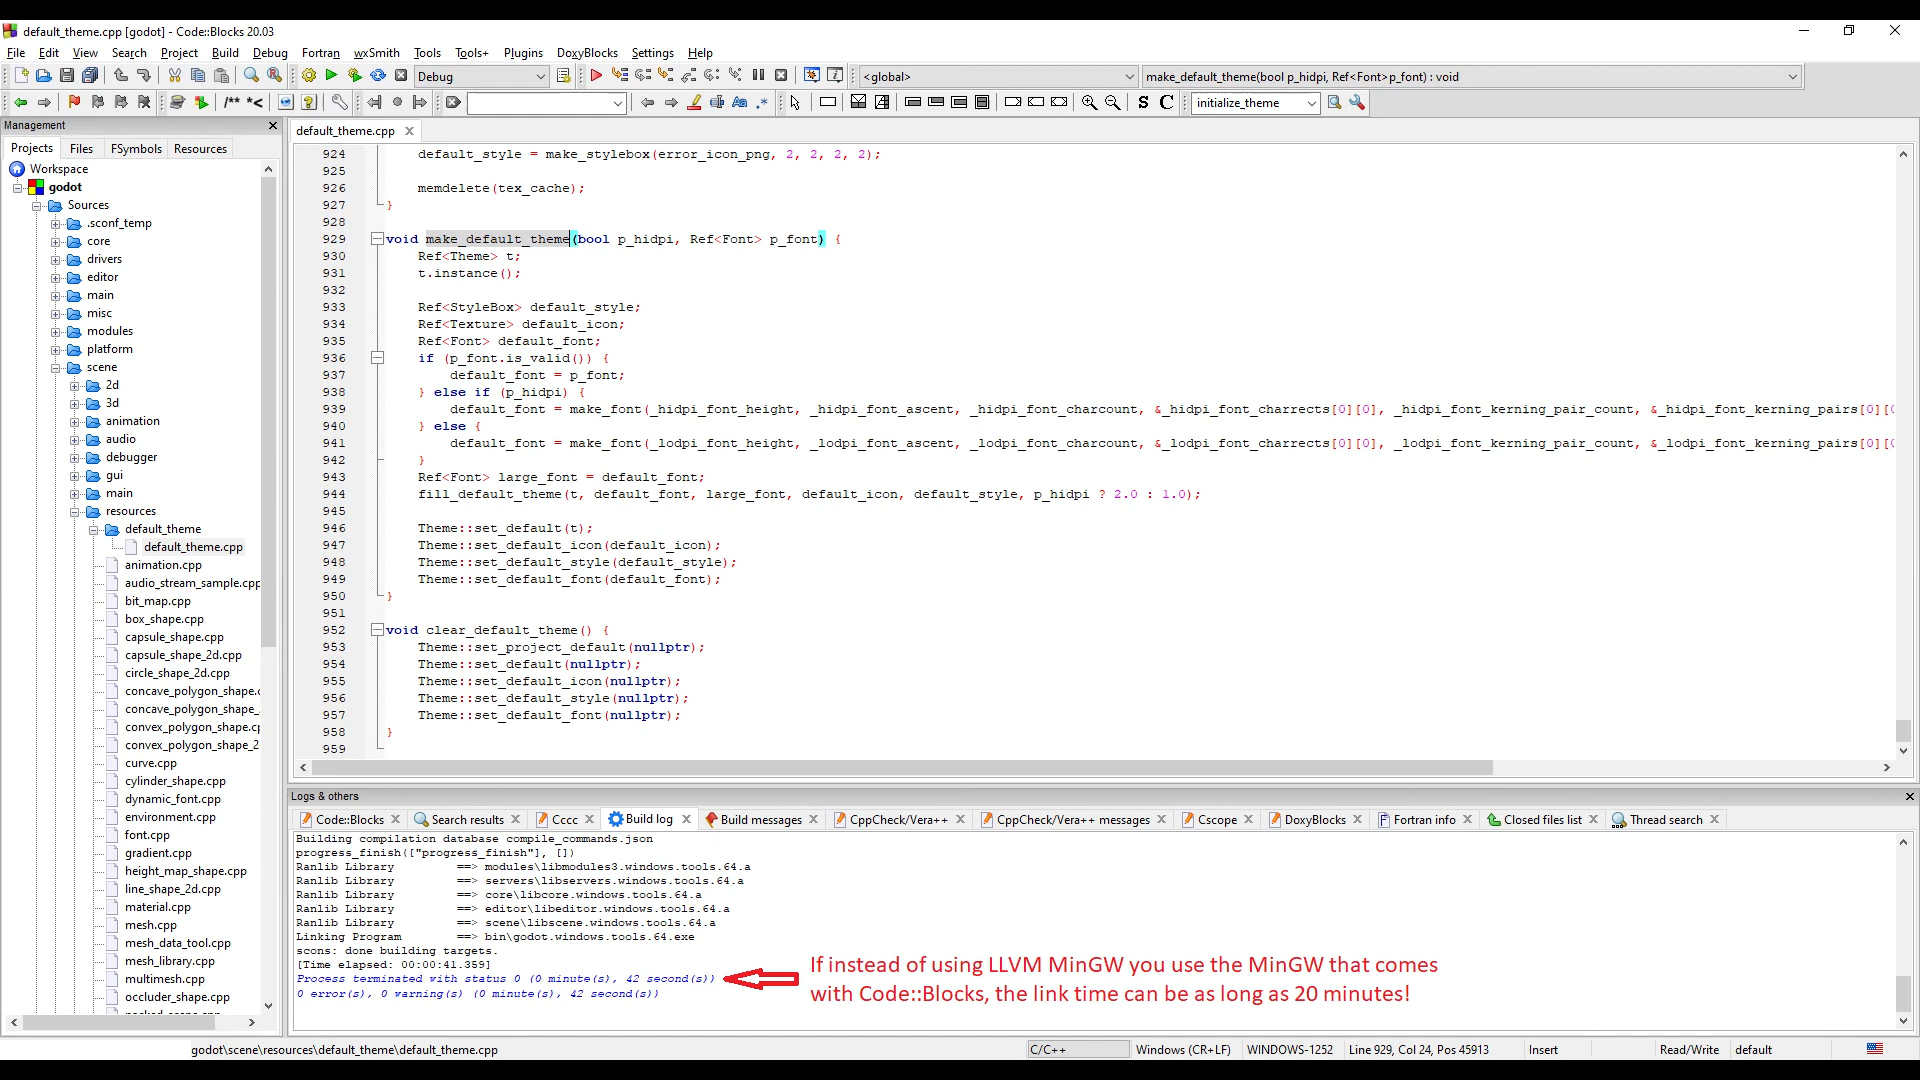 default_theme.cpp [godot] - Code::Blocks 20.03
File Edit View Search Project Build Debug Fortran wxSmith Tools Tools+ Plugins DoxyBlocks Settings Help
Debug <global> make_default_theme(bool p_hidpi, Ref<Font> p_font) : void
/** *< Aa .* S C initialize_theme
Management
Projects Files FSymbols Resources
Workspace
godot
Sources
.sconf_temp
core
drivers
editor
main
misc
modules
platform
scene
2d
3d
animation
audio
debugger
gui
main
resources
default_theme
default_theme.cpp
animation.cpp
audio_stream_sample.cpp
bit_map.cpp
box_shape.cpp
capsule_shape.cpp
capsule_shape_2d.cpp
circle_shape_2d.cpp
concave_polygon_shape.c
concave_polygon_shape_
convex_polygon_shape.cp
convex_polygon_shape_2
curve.cpp
cylinder_shape.cpp
dynamic_font.cpp
environment.cpp
font.cpp
gradient.cpp
height_map_shape.cpp
line_shape_2d.cpp
material.cpp
mesh.cpp
mesh_data_tool.cpp
mesh_library.cpp
multimesh.cpp
occluder_shape.cpp
default_theme.cpp
924 default_style = make_stylebox(error_icon_png, 2, 2, 2, 2);
925
926 memdelete(tex_cache);
927 }
928
929 void make_default_theme(bool p_hidpi, Ref<Font> p_font) {
930 Ref<Theme> t;
931 t.instance();
932
933 Ref<StyleBox> default_style;
934 Ref<Texture> default_icon;
935 Ref<Font> default_font;
936 if (p_font.is_valid()) {
937 default_font = p_font;
938 } else if (p_hidpi) {
939 default_font = make_font(_hidpi_font_height, _hidpi_font_ascent, _hidpi_font_charcount, &_hidpi_font_charrects[0][0], _hidpi_font_kerning_pair_count, &_hidpi_font_kerning_pairs[0][0
940 } else {
941 default_font = make_font(_lodpi_font_height, _lodpi_font_ascent, _lodpi_font_charcount, &_lodpi_font_charrects[0][0], _lodpi_font_kerning_pair_count, &_lodpi_font_kerning_pairs[0][0
942 }
943 Ref<Font> large_font = default_font;
944 fill_default_theme(t, default_font, large_font, default_icon, default_style, p_hidpi ? 2.0 : 1.0);
945
946 Theme::set_default(t);
947 Theme::set_default_icon(default_icon);
948 Theme::set_default_style(default_style);
949 Theme::set_default_font(default_font);
950 }
951
952 void clear_default_theme() {
953 Theme::set_project_default(nullptr);
954 Theme::set_default(nullptr);
955 Theme::set_default_icon(nullptr);
956 Theme::set_default_style(nullptr);
957 Theme::set_default_font(nullptr);
958 }
959
Logs & others
Code::Blocks Search results Cccc Build log Build messages CppCheck/Vera++ CppCheck/Vera++ messages Cscope DoxyBlocks Fortran info Closed files list Thread search
Building compilation database compile_commands.json
progress_finish(["progress_finish"], [])
Ranlib Library ==> modules\libmodules3.windows.tools.64.a
Ranlib Library ==> servers\libservers.windows.tools.64.a
Ranlib Library ==> core\libcore.windows.tools.64.a
Ranlib Library ==> editor\libeditor.windows.tools.64.a
Ranlib Library ==> scene\libscene.windows.tools.64.a
Linking Program ==> bin\godot.windows.tools.64.exe
scons: done building targets.
[Time elapsed: 00:00:41.359]
Process terminated with status 0 (0 minute(s), 42 second(s))
0 error(s), 0 warning(s) (0 minute(s), 42 second(s))
If instead of using LLVM MinGW you use the MinGW that comes
with Code::Blocks, the link time can be as long as 20 minutes!
godot\scene\resources\default_theme\default_theme.cpp C/C++ Windows (CR+LF) WINDOWS-1252 Line 929, Col 24, Pos 45913 Insert Read/Write default